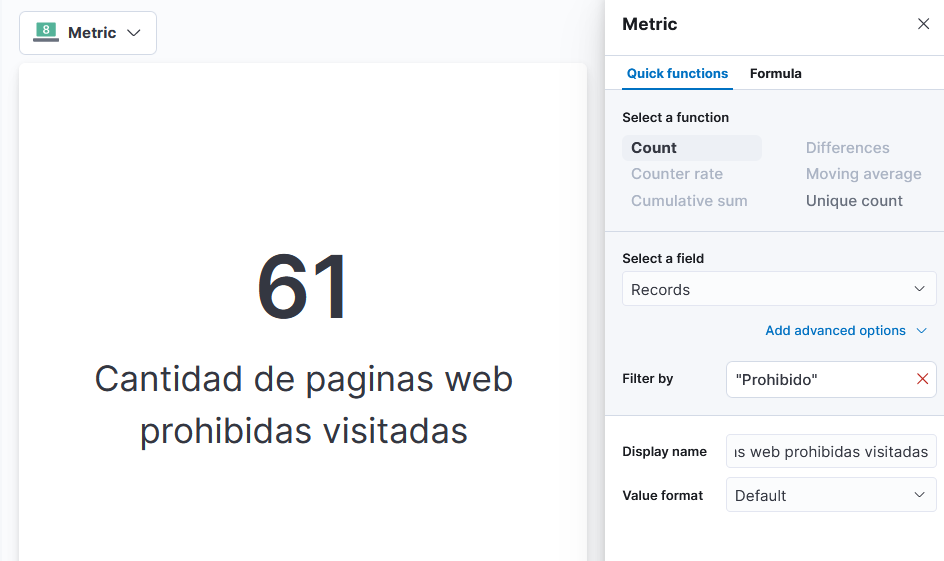 8 Metric
61
Cantidad de paginas web
prohibidas visitadas
Metric
Quick functions Formula
Select a function
Count Differences
Counter rate Moving average
Cumulative sum Unique count
Select a field
Records
Add advanced options
Filter by "Prohibido"
Display name as web prohibidas visitadas
Value format Default